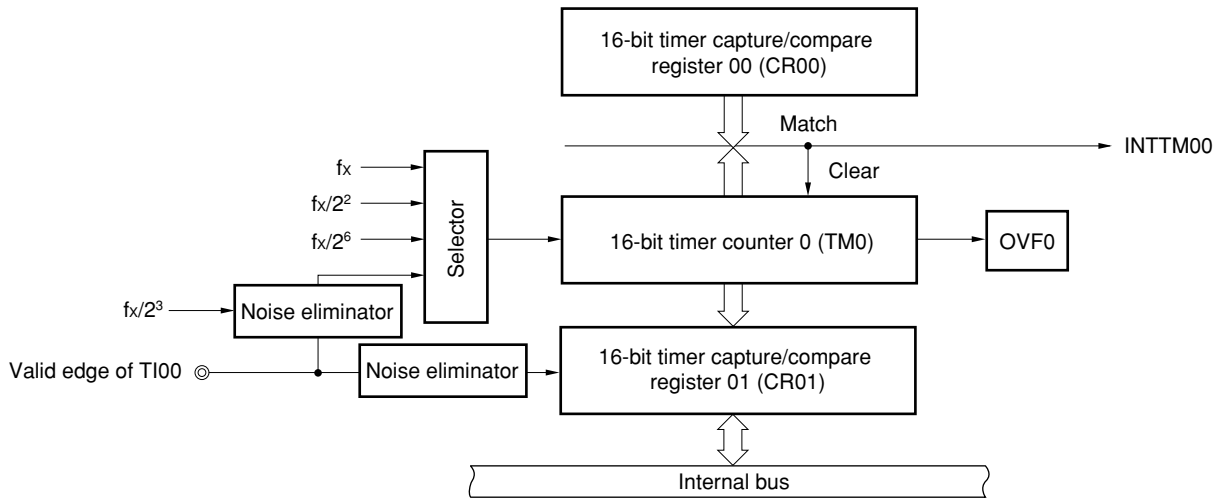 16-bit timer capture/compare
register 00 (CR00)
Match
INTTM00
Clear
fx
fx/2²
fx/2⁶
Selector
16-bit timer counter 0 (TM0)
OVF0
fx/2³
Noise eliminator
Valid edge of TI00
Noise eliminator
16-bit timer capture/compare
register 01 (CR01)
Internal bus